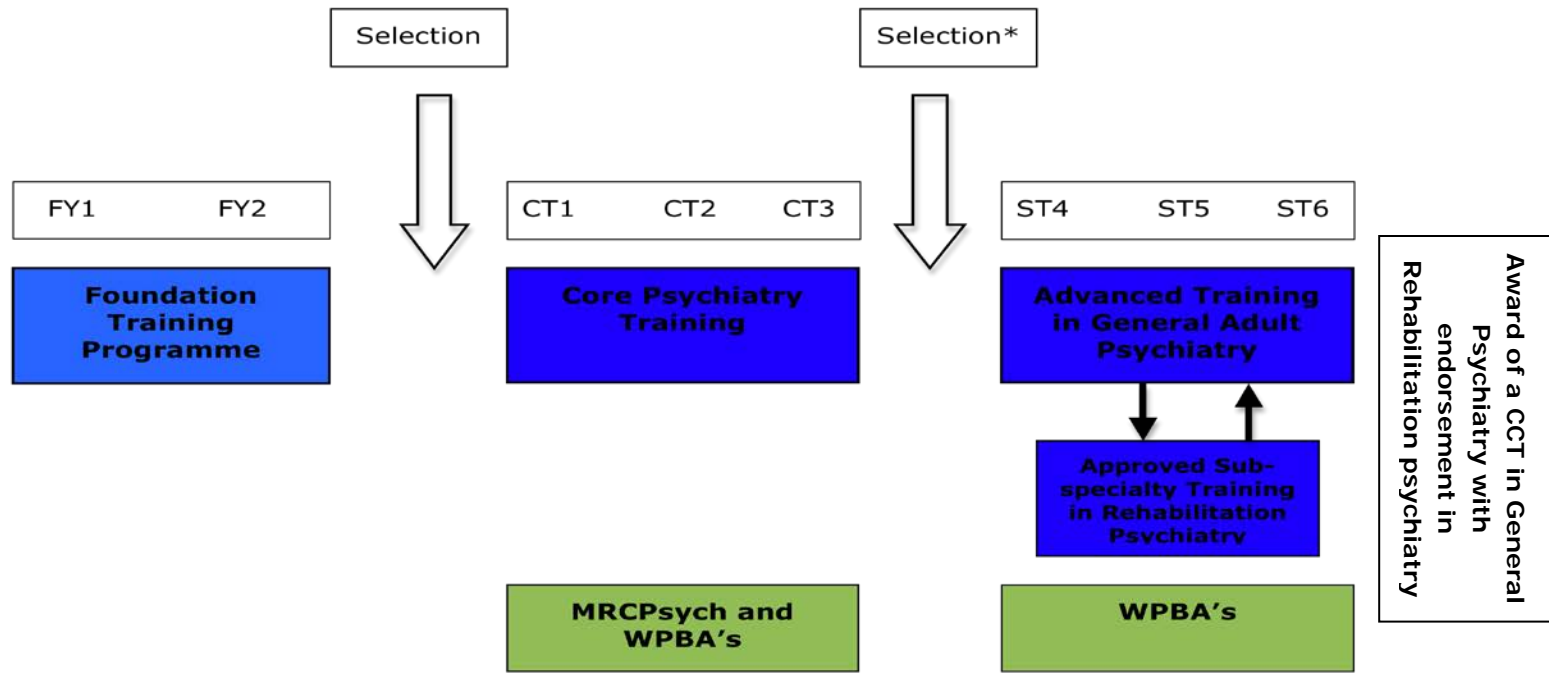 Selection
Selection*
FY1 FY2
CT1 CT2 CT3
ST4 ST5 ST6
Foundation
Training
Programme
Core Psychiatry
Training
Advanced Training
in General Adult
Psychiatry
Approved Sub-
specialty Training
in Rehabilitation
Psychiatry
MRCPsych and
WPBA's
WPBA's
Award of a CCT in General
Psychiatry with
endorsement in
Rehabilitation psychiatry